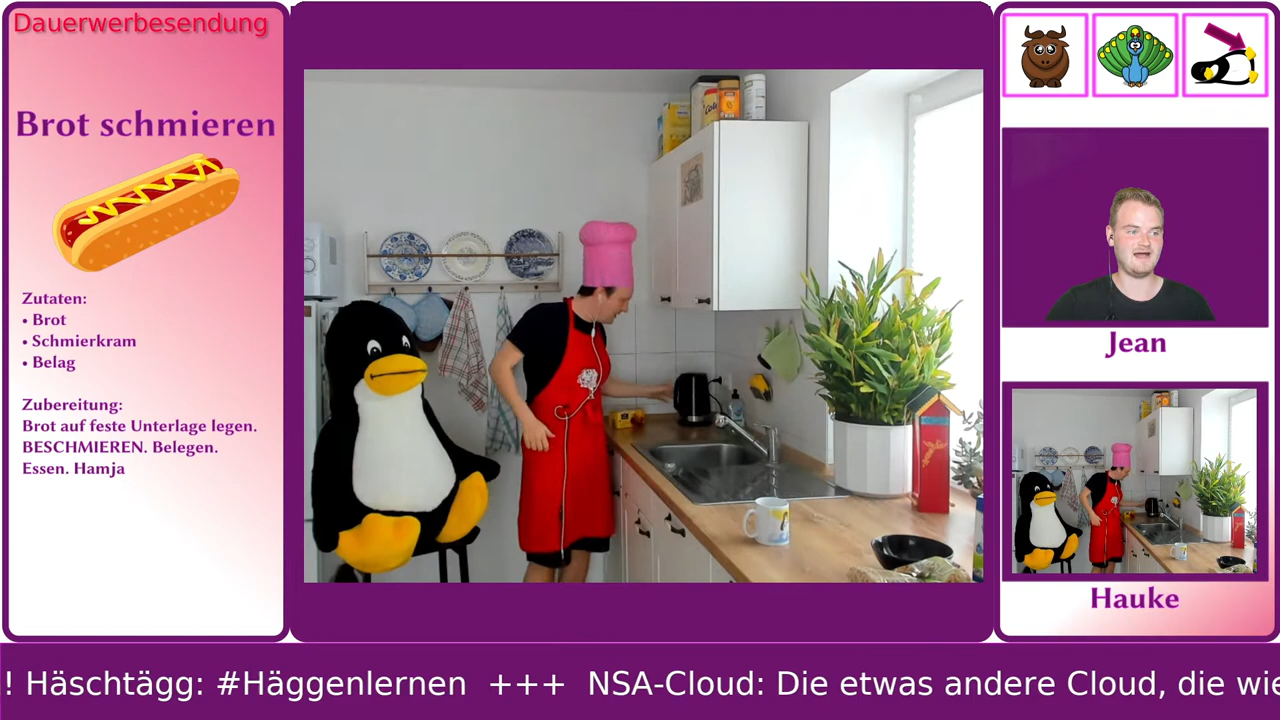 Dauerwerbesendung
Brot schmieren
Zutaten:
• Brot
• Schmierkram
• Belag
Zubereitung:
Brot auf feste Unterlage legen.
BESCHMIEREN. Belegen.
Essen. Hamja
Jean
Hauke
! Häschtägg: #Häggenlernen +++ NSA-Cloud: Die etwas andere Cloud, die wie